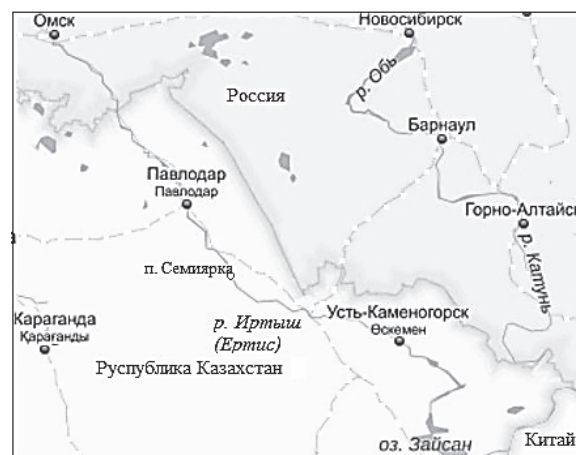 Омск
Новосибирск
р. Обь
Россия
Барнаул
Павлодар
Павлодар
Горно-Алтайск
р. Катунь
п. Семиярка
Усть-Каменогорск
Өскемен
р. Иртыш
(Ертис)
Караганда
Қарағанды
Руспублика Казахстан
Китай
оз. Зайсан